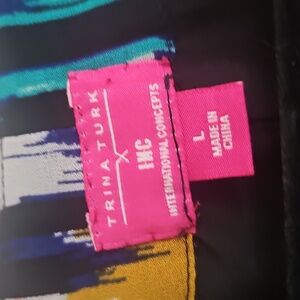 TRINA TURK
X
INC
INTERNATIONAL CONCEPTS
L
MADE IN
CHINA